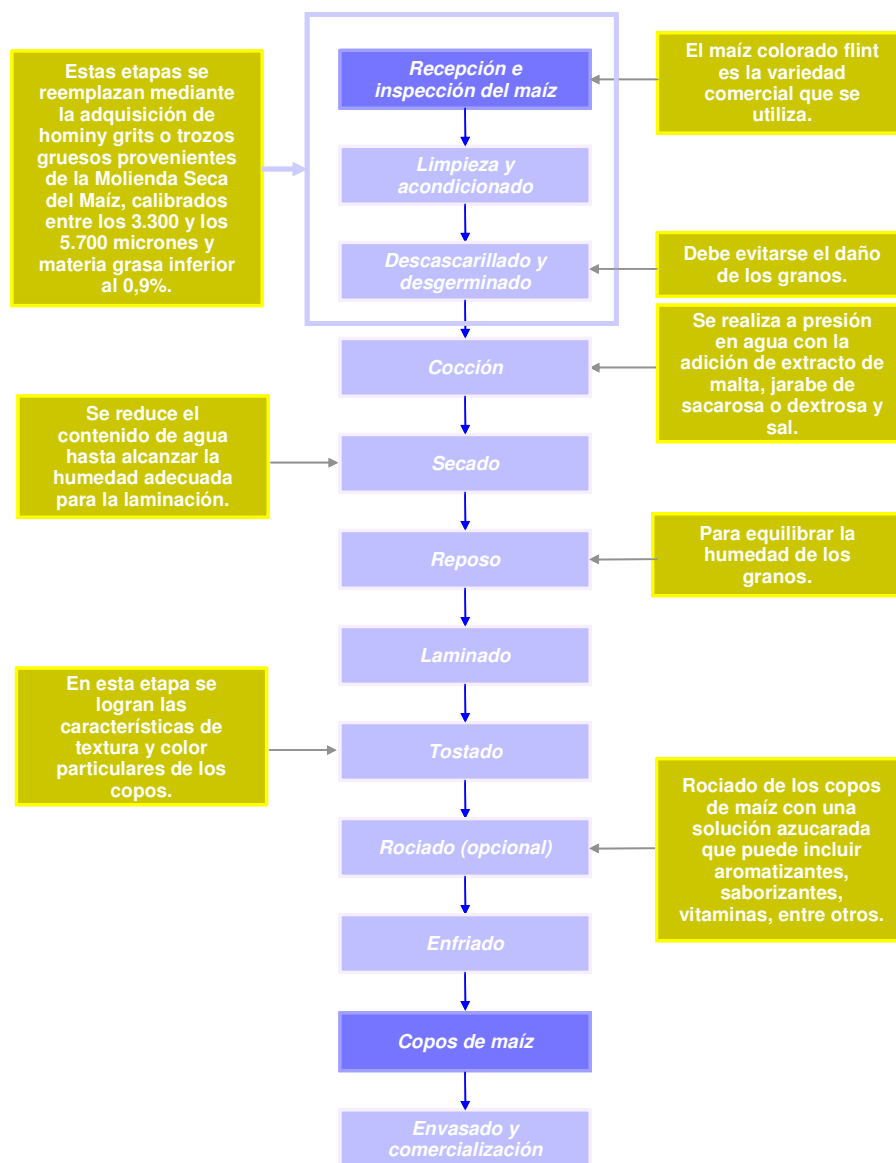 Recepción e
inspección del maíz
El maíz colorado flint
es la variedad
comercial que se
utiliza.
Estas etapas se
reemplazan mediante
la adquisición de
hominy grits o trozos
gruesos provenientes
de la Molienda Seca
del Maíz, calibrados
entre los 3.300 y los
5.700 micrones y
materia grasa inferior
al 0,9%.
Limpieza y
acondicionado
Descascarillado y
desgerminado
Debe evitarse el daño
de los granos.
Cocción
Se realiza a presión
en agua con la
adición de extracto de
malta, jarabe de
sacarosa o dextrosa y
sal.
Se reduce el
contenido de agua
hasta alcanzar la
humedad adecuada
para la laminación.
Secado
Reposo
Para equilibrar la
humedad de los
granos.
Laminado
En esta etapa se
logran las
características de
textura y color
particulares de los
copos.
Tostado
Rociado (opcional)
Rociado de los copos
de maíz con una
solución azucarada
que puede incluir
aromatizantes,
saborizantes,
vitaminas, entre otros.
Enfriado
Copos de maíz
Envasado y
comercialización